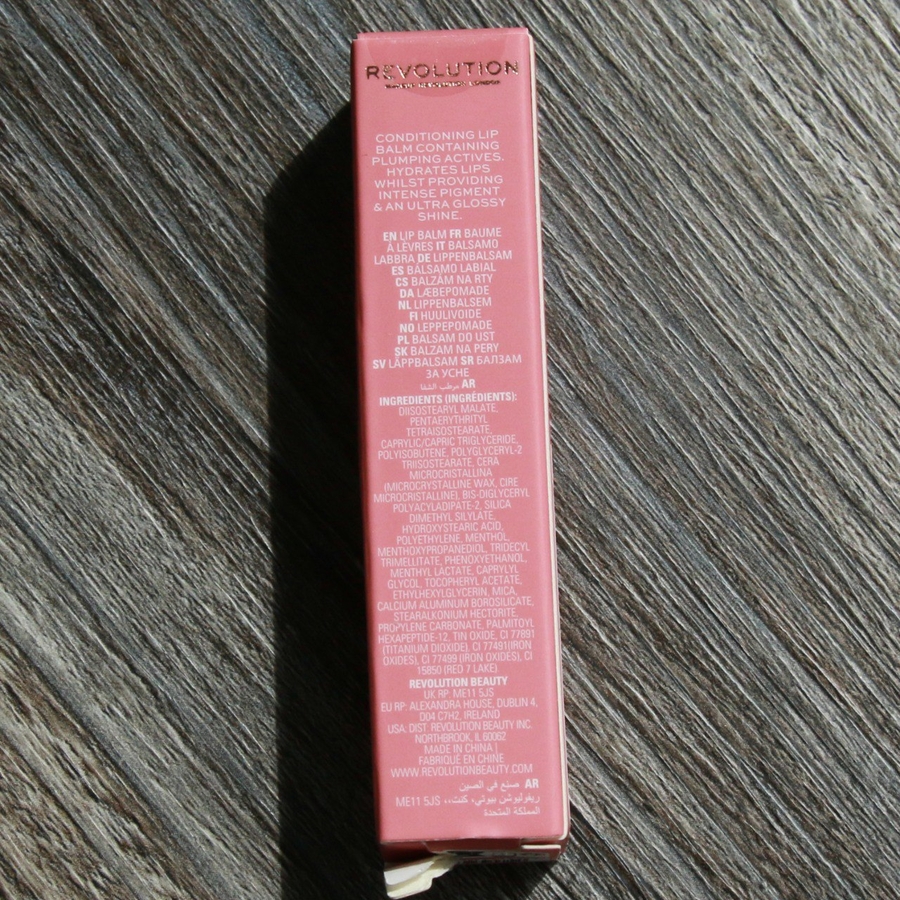 REVOLUTION
MAKEUP REVOLUTION LONDON
CONDITIONING LIP
BALM CONTAINING
PLUMPING ACTIVES.
HYDRATES LIPS
WHILST PROVIDING
INTENSE PIGMENT
& AN ULTRA GLOSSY
SHINE.
EN LIP BALM FR BAUME
À LÈVRES IT BALSAMO
LABBRA DE LIPPENBALSAM
ES BÁLSAMO LABIAL
CS BALZÁM NA RTY
DA LÆBEPOMADE
NL LIPPENBALSEM
FI HUULIVOIDE
NO LEPPEPOMADE
PL BALSAM DO UST
SK BALZAM NA PERY
SV LÄPPBALSAM SR БАЛЗАМ
ЗА УСНЕ
AR مرطب الشفا
INGREDIENTS (INGRÉDIENTS):
DIISOSTEARYL MALATE,
PENTAERYTHRITYL
TETRAISOSTEARATE,
CAPRYLIC/CAPRIC TRIGLYCERIDE,
POLYISOBUTENE, POLYGLYCERYL-2
TRIISOSTEARATE, CERA
MICROCRISTALLINA
(MICROCRYSTALLINE WAX, CIRE
MICROCRISTALLINE), BIS-DIGLYCERYL
POLYACYLADIPATE-2, SILICA
DIMETHYL SILYLATE,
HYDROXYSTEARIC ACID,
POLYETHYLENE, MENTHOL,
MENTHOXYPROPANEDIOL, TRIDECYL
TRIMELLITATE, PHENOXYETHANOL,
MENTHYL LACTATE, CAPRYLYL
GLYCOL, TOCOPHERYL ACETATE,
ETHYLHEXYLGLYCERIN, MICA,
CALCIUM ALUMINUM BOROSILICATE,
STEARALKONIUM HECTORITE,
PROPYLENE CARBONATE, PALMITOYL
HEXAPEPTIDE-12, TIN OXIDE, CI 77891
(TITANIUM DIOXIDE), CI 77491(IRON
OXIDES), CI 77499 (IRON OXIDES), CI
15850 (RED 7 LAKE).
REVOLUTION BEAUTY
UK RP: ME11 5JS
EU RP: ALEXANDRA HOUSE, DUBLIN 4,
D04 C7H2, IRELAND
USA: DIST. REVOLUTION BEAUTY INC.
NORTHBROOK, IL 60062
MADE IN CHINA |
FABRIQUÉ EN CHINE
WWW.REVOLUTIONBEAUTY.COM
AR صنع في الصين
ريفوليوشن بيوتي، كنت،، ME11 5JS
المملكة المتحدة